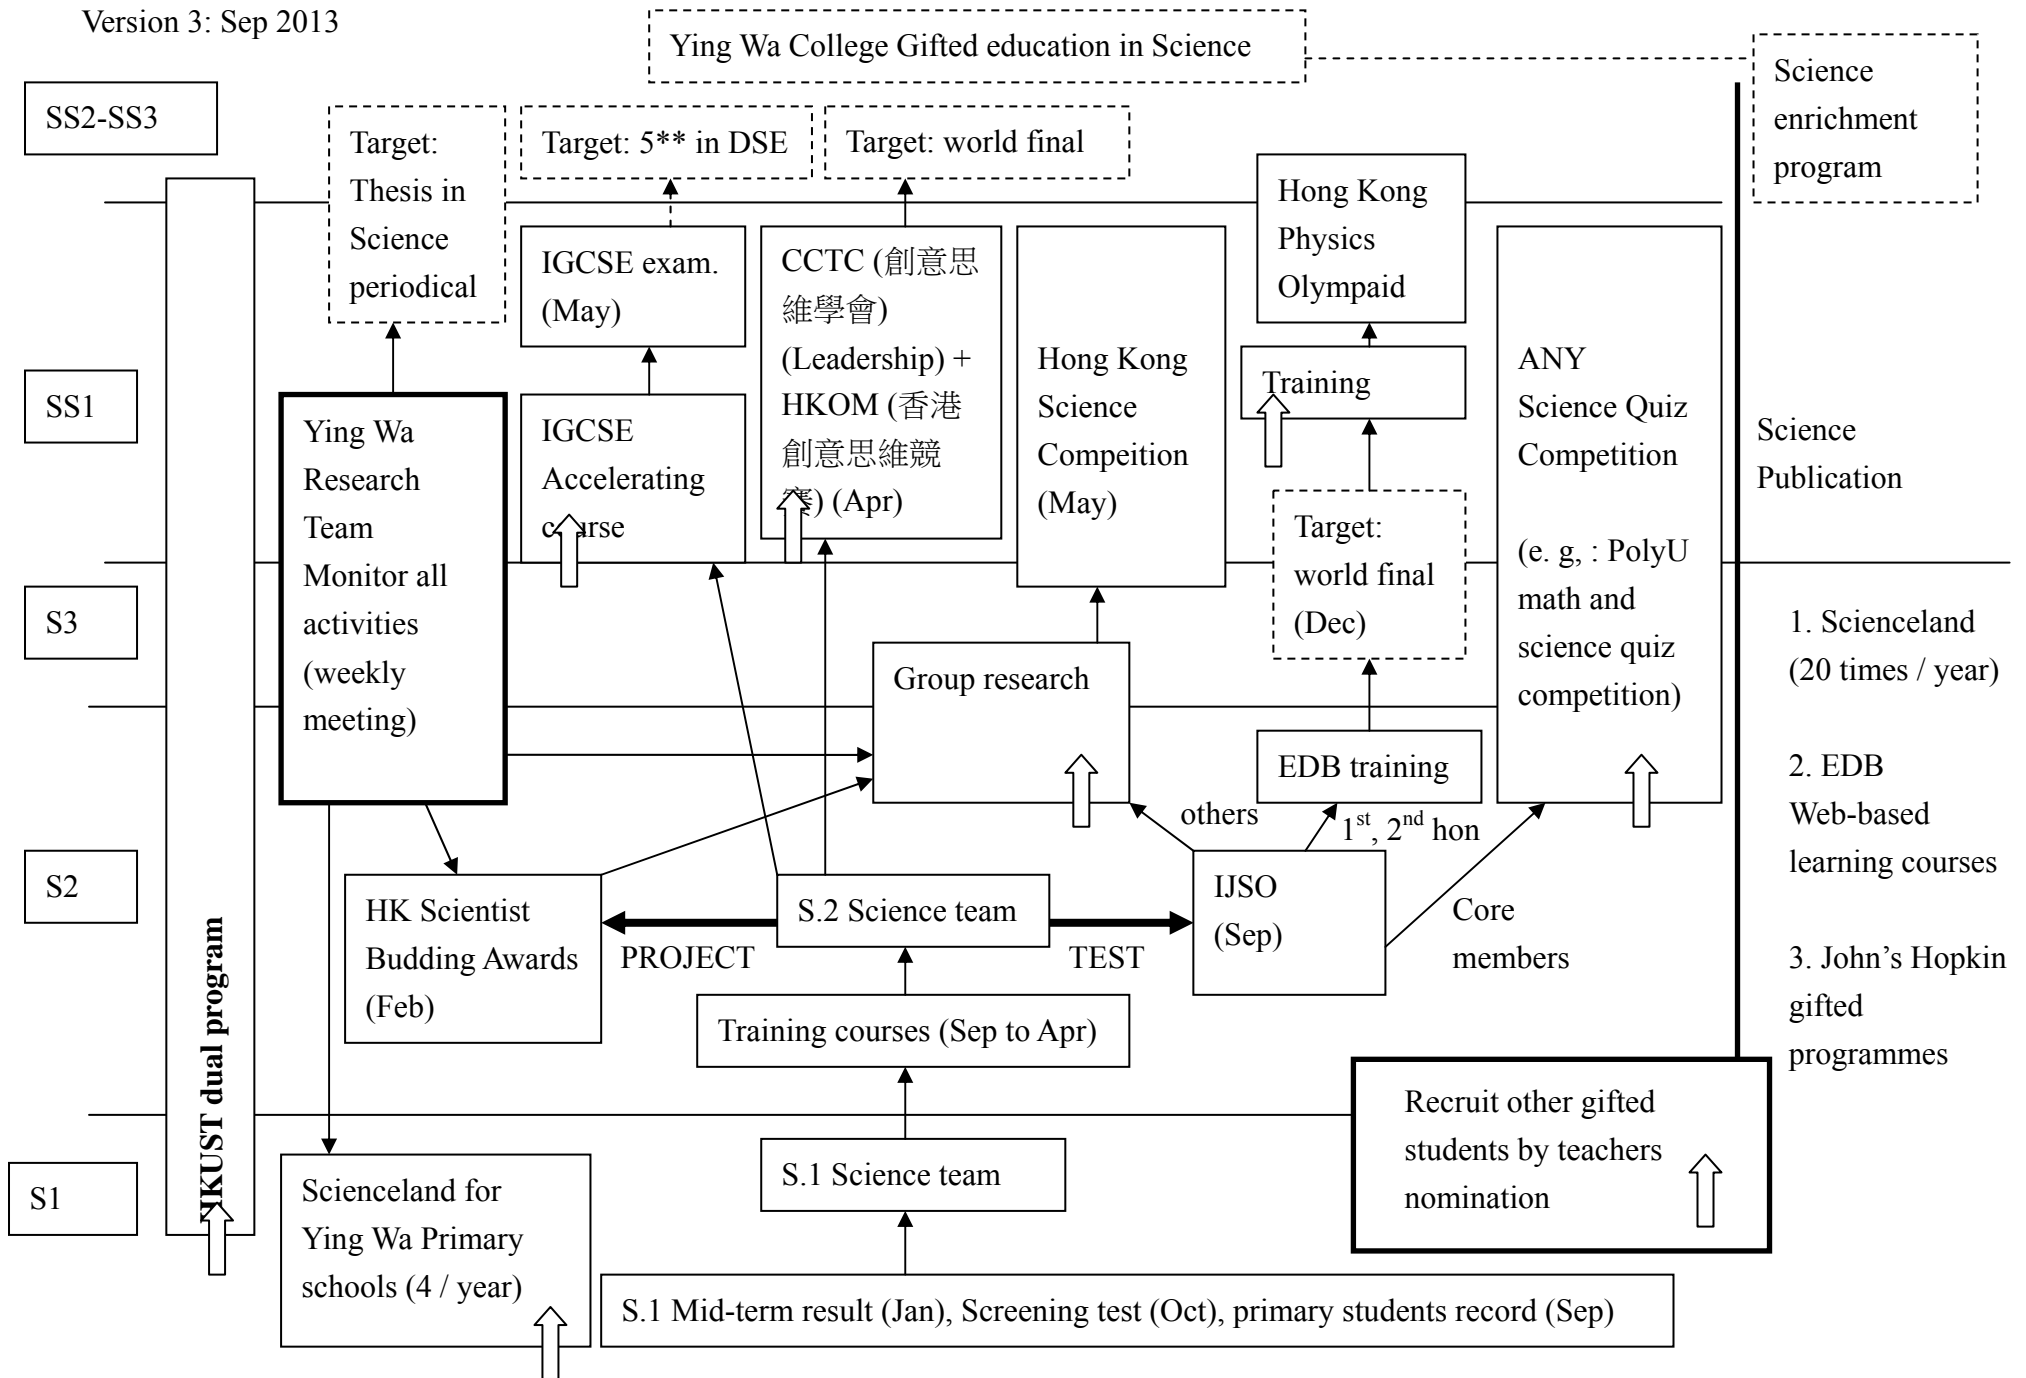 Version 3: Sep 2013
Ying Wa College Gifted education in Science
Science
enrichment
program
SS2-SS3
Target:
Thesis in
Science
periodical
Target: 5** in DSE
Target: world final
Hong Kong
Physics
Olympaid
IGCSE exam.
(May)
CCTC (創意思
維學會)
(Leadership) +
HKOM (香港
創意思維競
賽) (Apr)
Hong Kong
Science
Compeition
(May)
Training
ANY
Science Quiz
Competition
(e. g, : PolyU
math and
science quiz
competition)
SS1
Ying Wa
Research
Team
Monitor all
activities
(weekly
meeting)
IGCSE
Accelerating
course
Science
Publication
Target:
world final
(Dec)
S3
Group research
1. Scienceland
(20 times / year)
EDB training
2. EDB
Web-based
learning courses
others
1st, 2nd hon
S2
HK Scientist
Budding Awards
(Feb)
PROJECT
S.2 Science team
TEST
IJSO
(Sep)
Core
members
3. John’s Hopkin
gifted
programmes
HKUST dual program
Training courses (Sep to Apr)
Recruit other gifted
students by teachers
nomination
S1
Scienceland for
Ying Wa Primary
schools (4 / year)
S.1 Science team
S.1 Mid-term result (Jan), Screening test (Oct), primary students record (Sep)